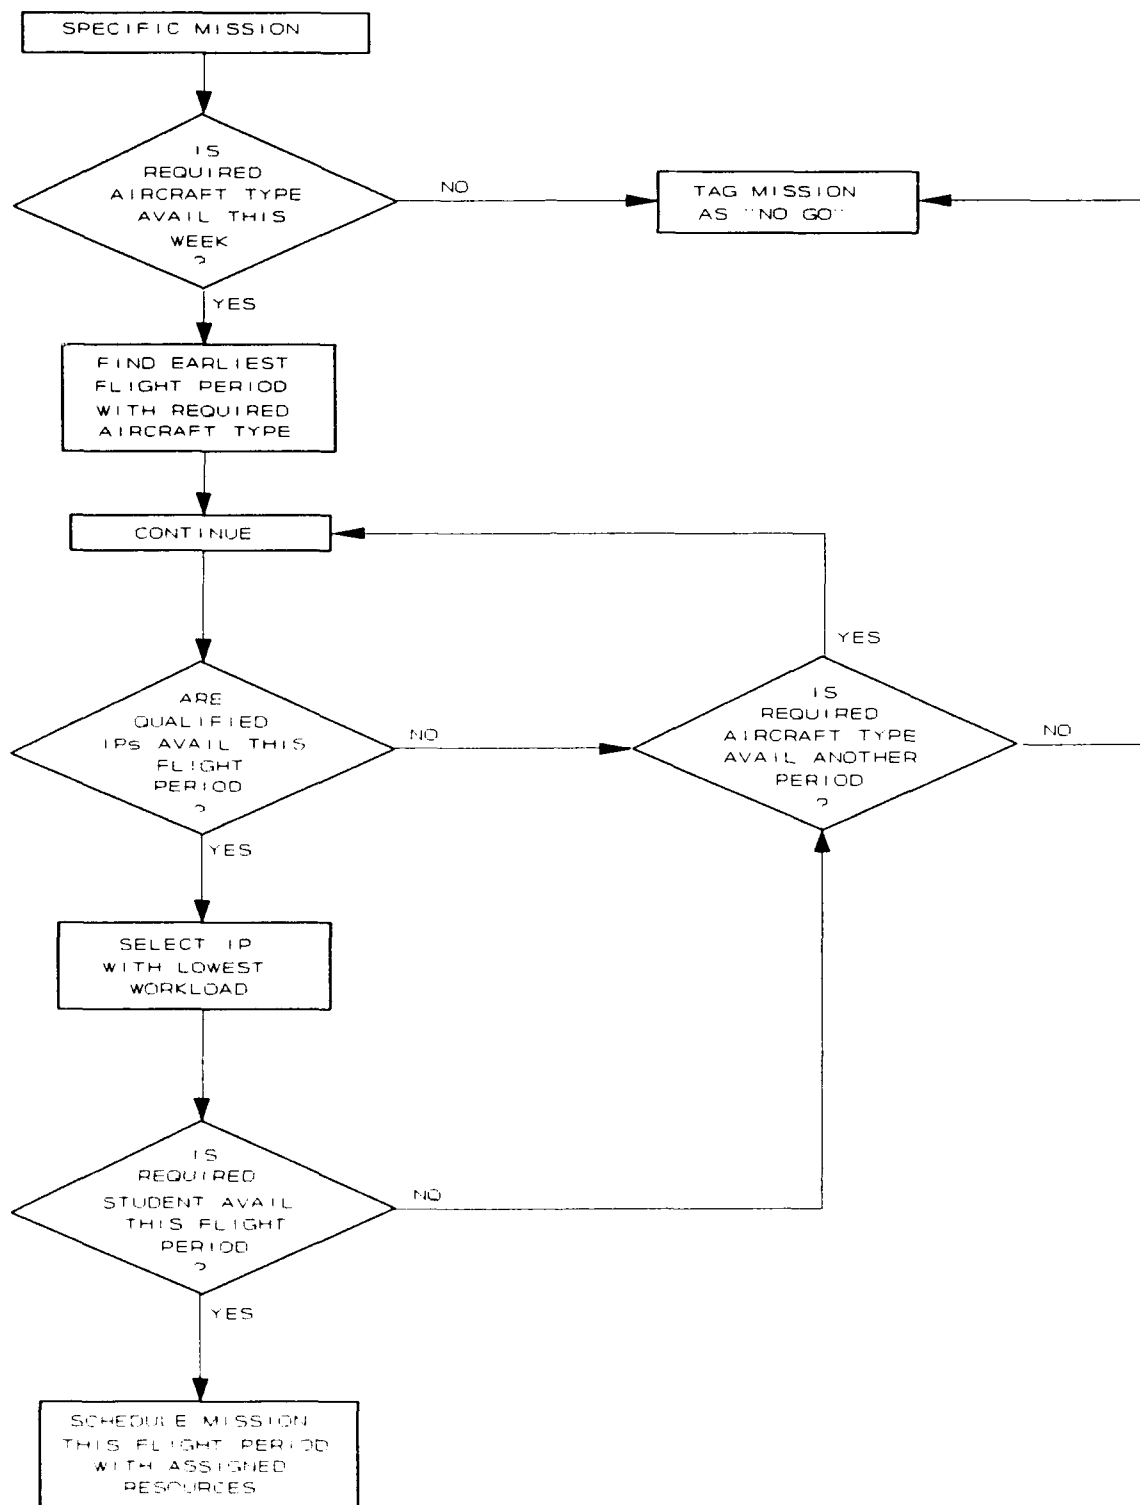 SPECIFIC MISSION
IS
REQUIRED
AIRCRAFT TYPE
AVAIL THIS
WEEK
?
NO
TAG MISSION
AS "NO GO"
YES
FIND EARLIEST
FLIGHT PERIOD
WITH REQUIRED
AIRCRAFT TYPE
CONTINUE
YES
ARE
QUALIFIED
IPs AVAIL THIS
FLIGHT
PERIOD
?
NO
IS
REQUIRED
AIRCRAFT TYPE
AVAIL ANOTHER
PERIOD
?
NO
YES
SELECT IP
WITH LOWEST
WORKLOAD
IS
REQUIRED
STUDENT AVAIL
THIS FLIGHT
PERIOD
?
NO
YES
SCHEDULE MISSION
THIS FLIGHT PERIOD
WITH ASSIGNED
RESOURCES